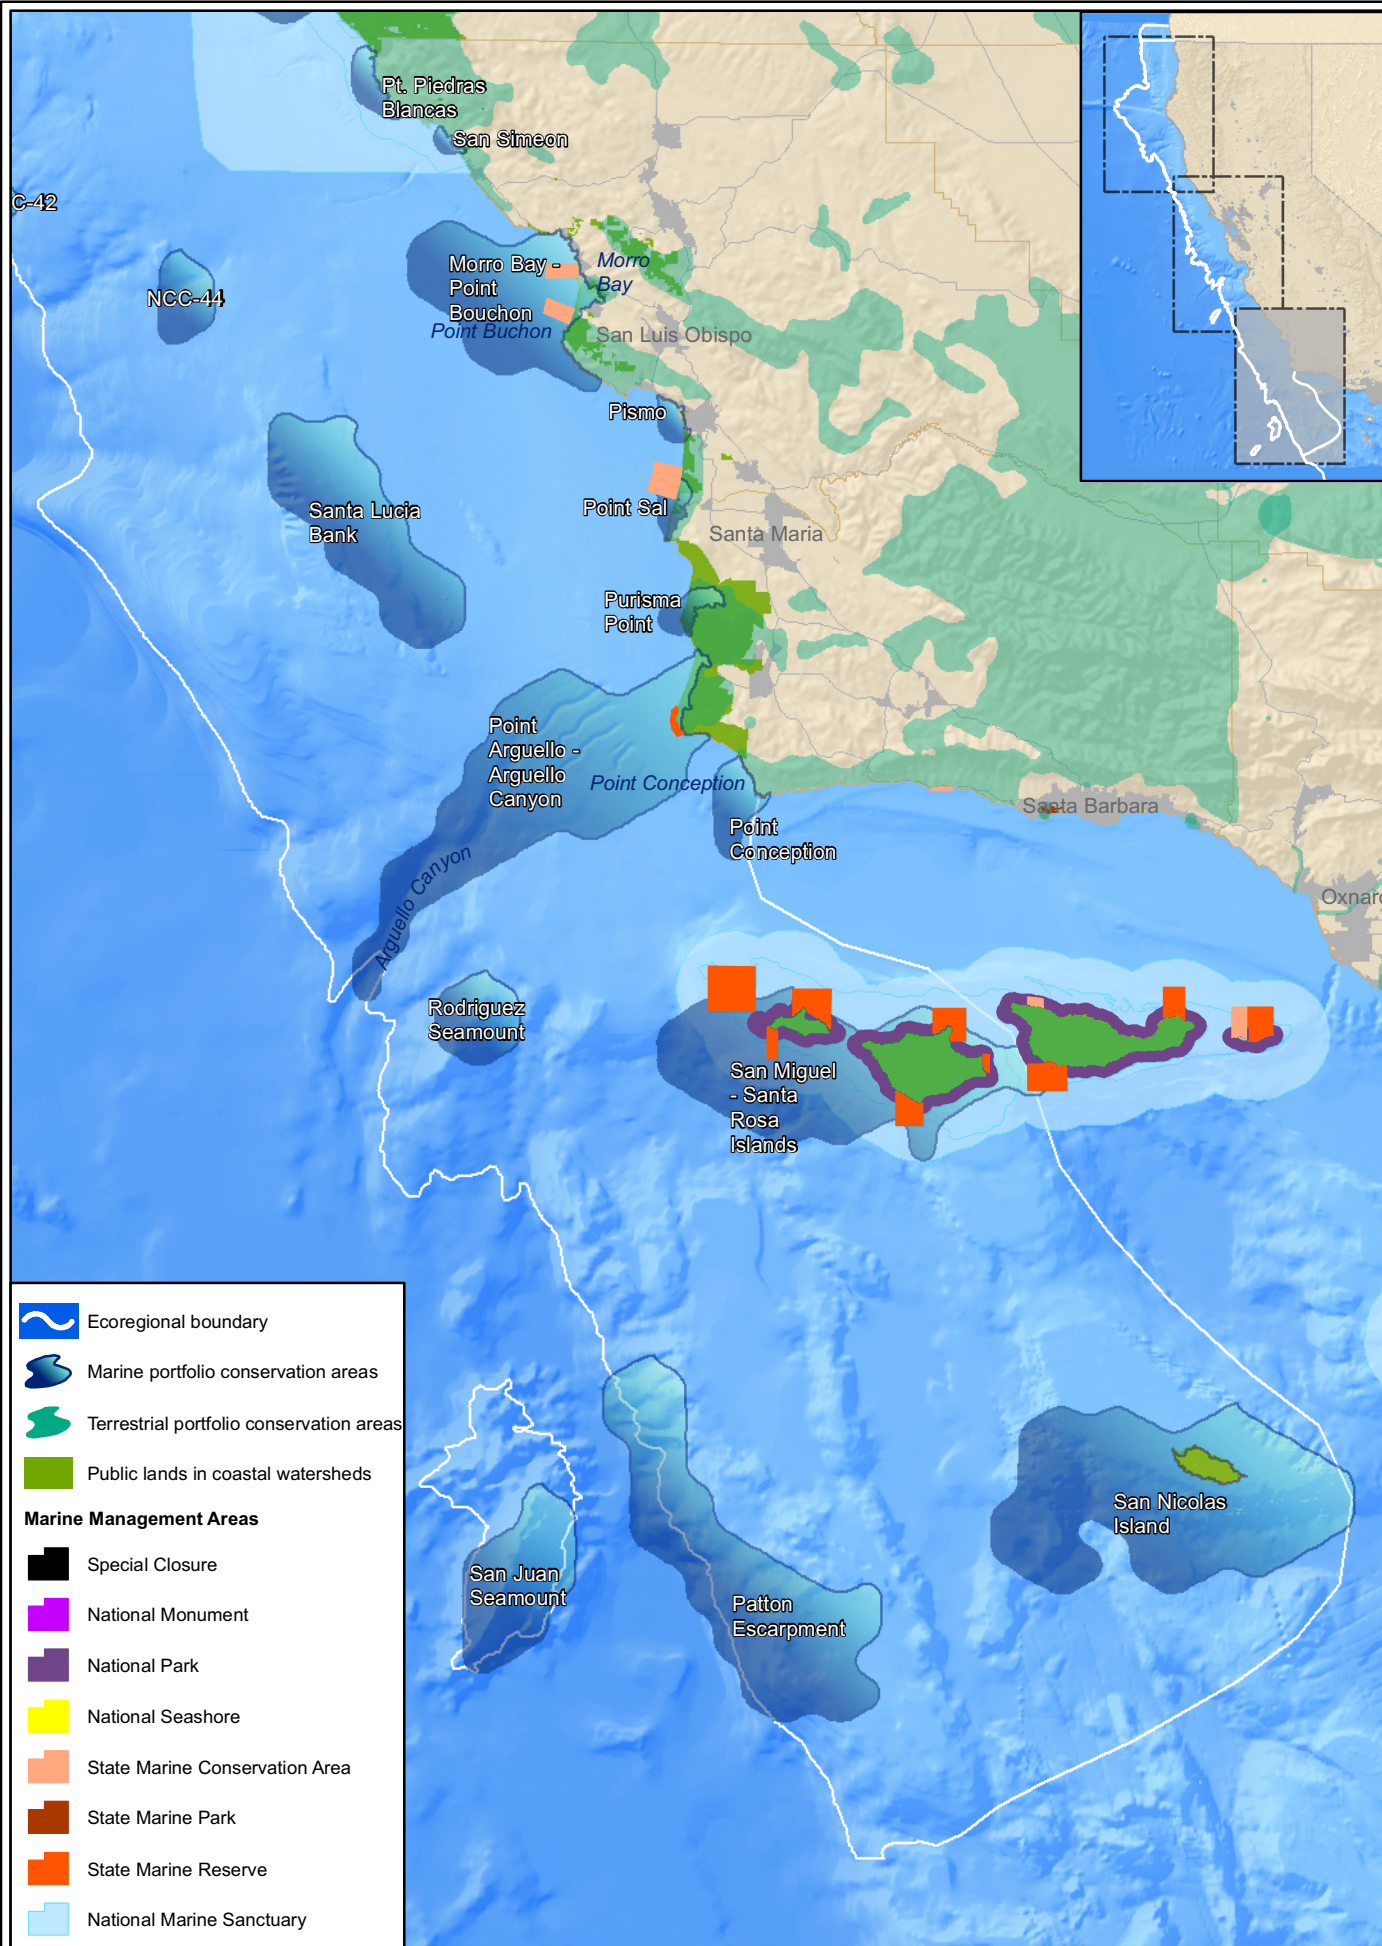 Pt. Piedras
Blancas
San Simeon
C-42
NCC-44
Morro Bay -
Point
Bouchon
Morro
Bay
Point Buchon
San Luis Obispo
Pismo
Santa Lucia
Bank
Point Sal
Santa Maria
Purisma
Point
Point
Arguello -
Arguello
Canyon
Point Conception
Point
Conception
Santa Barbara
Oxnar
Arguello Canyon
Rodriguez
Seamount
San Miguel
- Santa
Rosa
Islands
San Nicolas
Island
San Juan
Seamount
Patton
Escarpment
Ecoregional boundary
Marine portfolio conservation areas
Terrestrial portfolio conservation areas
Public lands in coastal watersheds
Marine Management Areas
Special Closure
National Monument
National Park
National Seashore
State Marine Conservation Area
State Marine Park
State Marine Reserve
National Marine Sanctuary